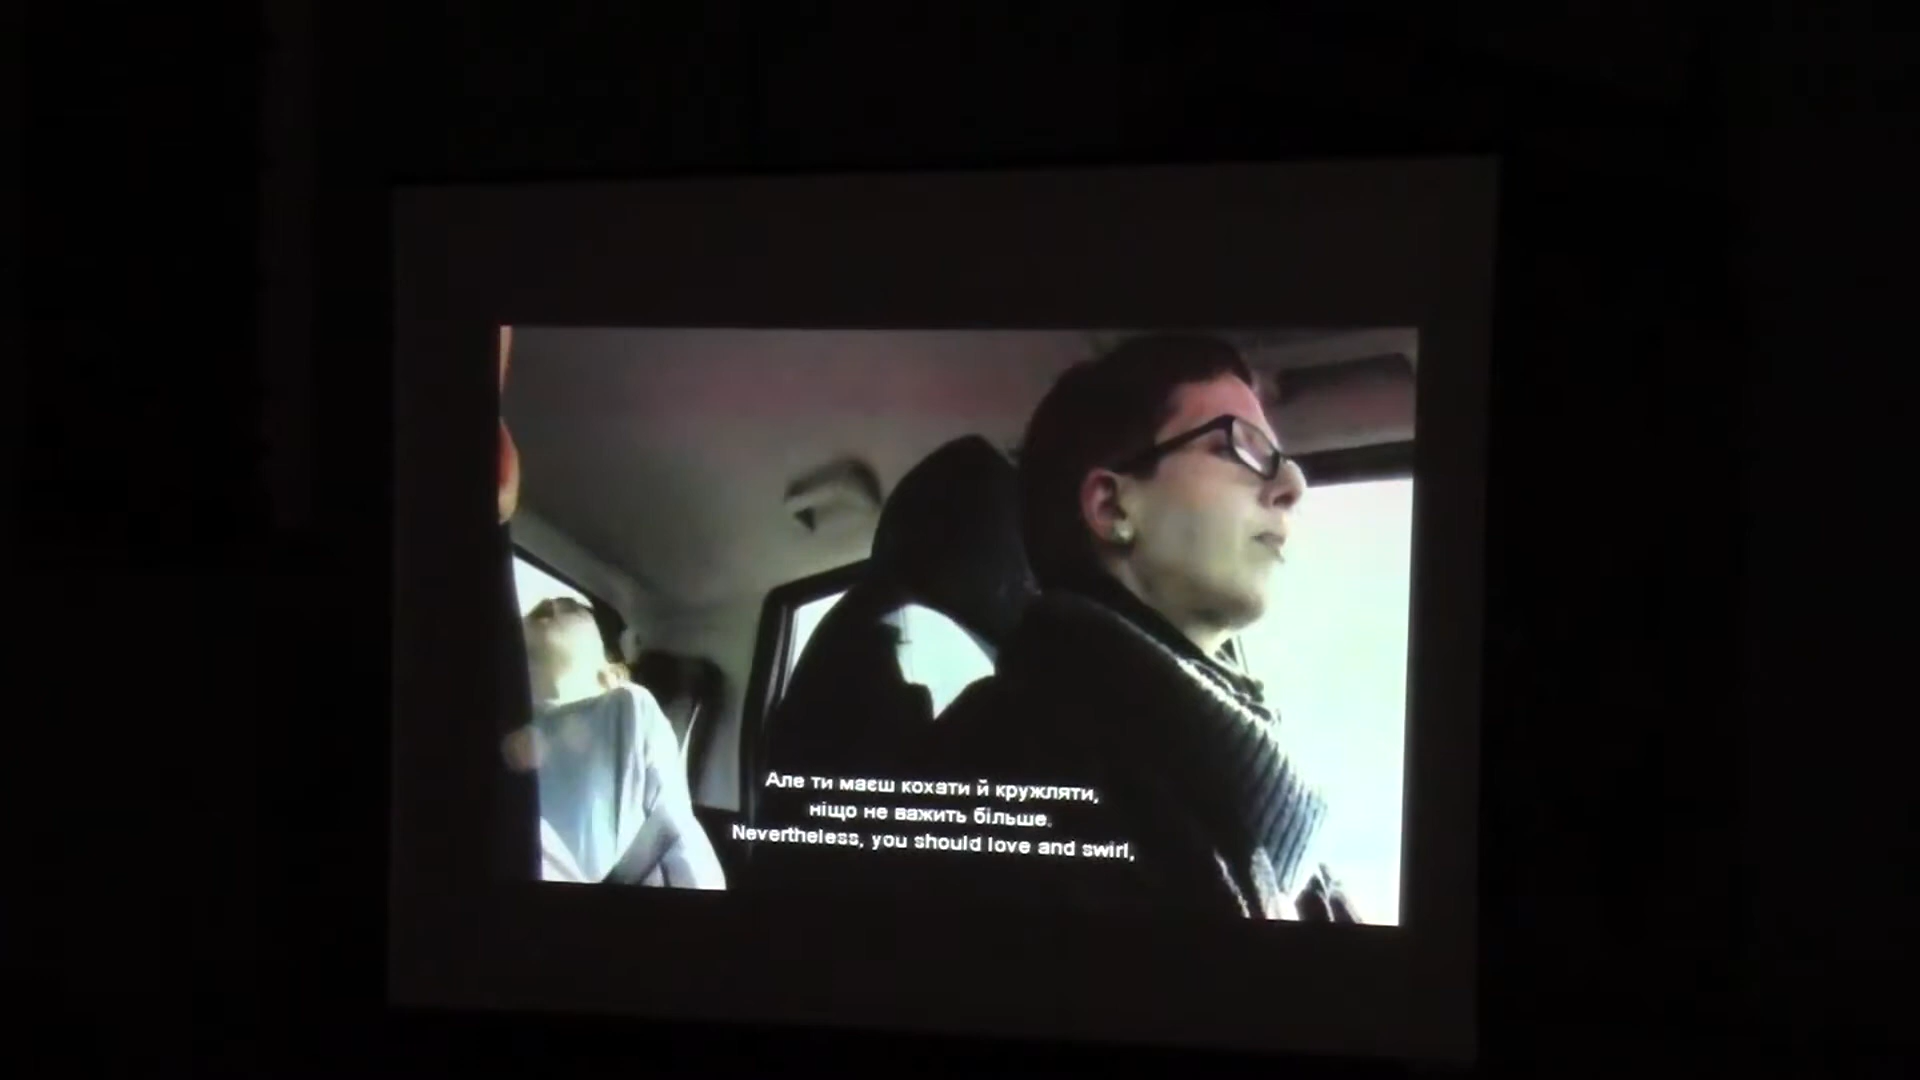 Але ти маєш кохати й кружляти,
ніщо не важить більше.
Nevertheless, you should love and swirl,